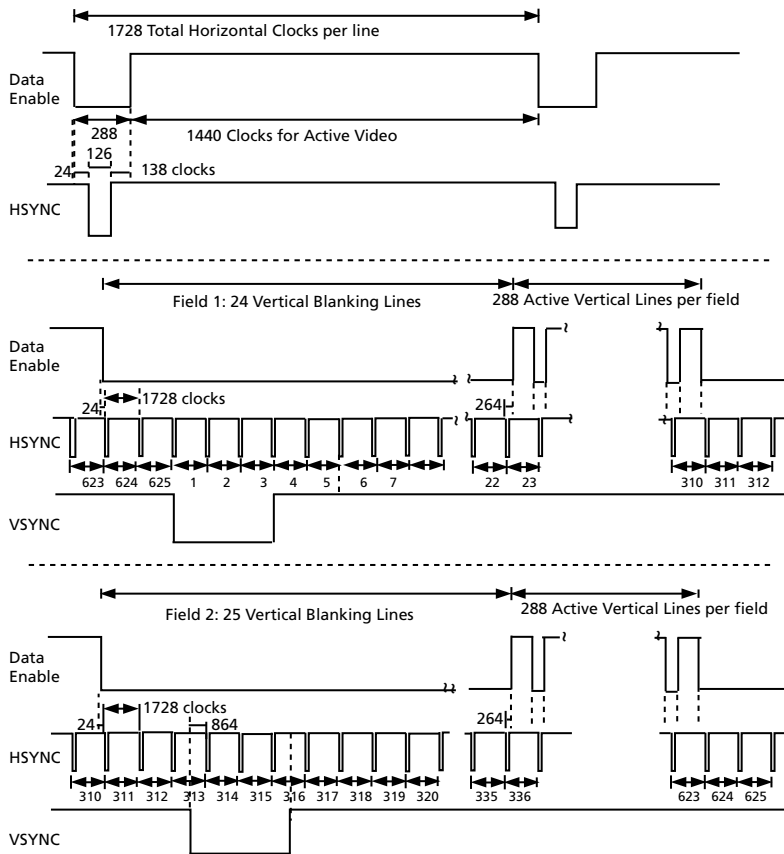 1728 Total Horizontal Clocks per line
Data
Enable
288
1440 Clocks for Active Video
126
24
138 clocks
HSYNC
Field 1: 24 Vertical Blanking Lines
288 Active Vertical Lines per field
Data
Enable
24
1728 clocks
264
HSYNC
623 624 625 1 2 3 4 5 6 7 22 23 310 311 312
VSYNC
Field 2: 25 Vertical Blanking Lines
288 Active Vertical Lines per field
Data
Enable
24
1728 clocks
864
264
HSYNC
310 311 312 313 314 315 316 317 318 319 320 335 336 623 624 625
VSYNC